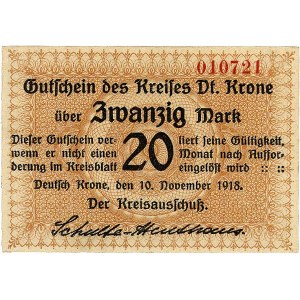 010721
Gutschein des Kreises Dt. Krone
über Zwanzig Mark
Dieser Gutschein ver- 20 liert seine Gültigkeit,
wenn er nicht einen Monat nach Auffor-
derung im Kreisblatt eingelöst wird :: ::
Deutsch Krone, den 10. November 1918.
Der Kreisausschuß.